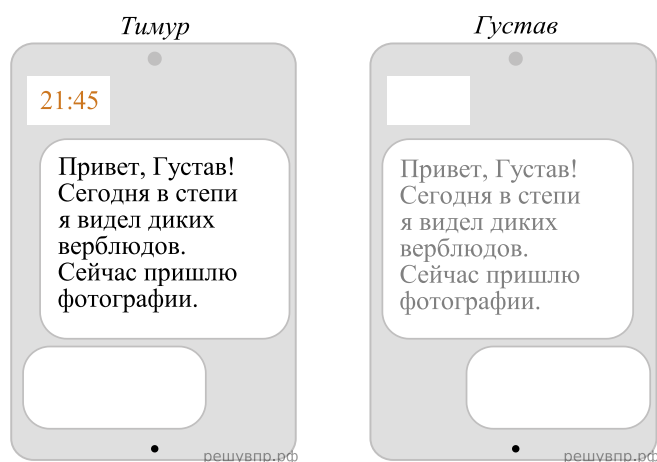 Тимур
21:45
Привет, Густав!
Сегодня в степи
я видел диких
верблюдов.
Сейчас пришлю
фотографии.
решувпр.рф
Густав
Привет, Густав!
Сегодня в степи
я видел диких
верблюдов.
Сейчас пришлю
фотографии.
решувпр.рф